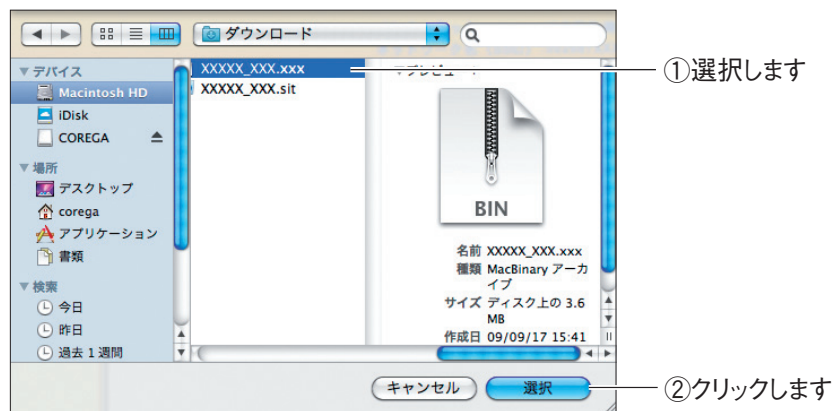 ダウンロード
デバイス
Macintosh HD
iDisk
COREGA
場所
デスクトップ
corega
アプリケーション
書類
検索
今日
昨日
過去 1 週間
XXXXX_XXX.xxx
XXXXX_XXX.sit
プレビュー：
BIN
名前 XXXXX_XXX.xxx
種類 MacBinary アーカ
イブ
サイズ ディスク上の 3.6
MB
作成日 09/09/17 15:41
キャンセル
選択
①選択します
②クリックします